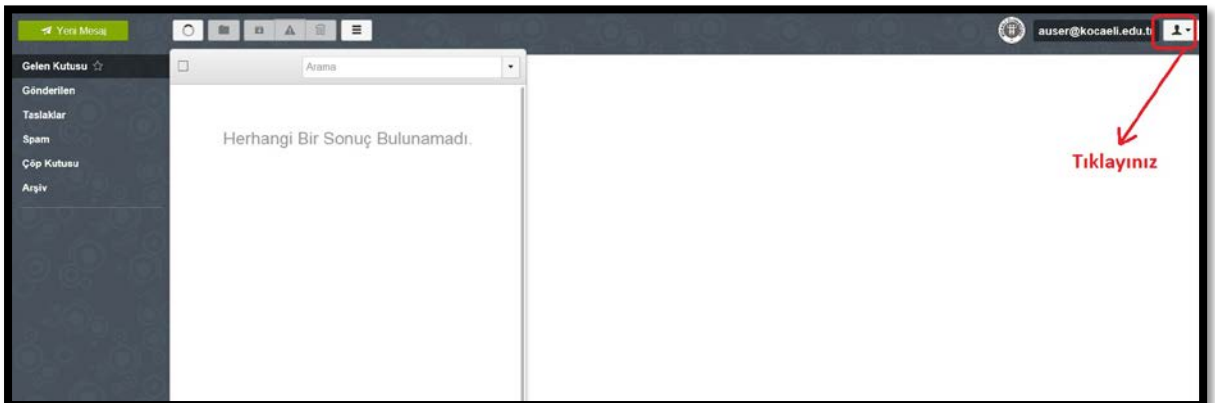 Yeni Mesaj
auser@kocaeli.edu.t
Gelen Kutusu
Arama
Gönderilen
Taslaklar
Spam
Herhangi Bir Sonuç Bulunamadı.
Çöp Kutusu
Tıklayınız
Arşiv